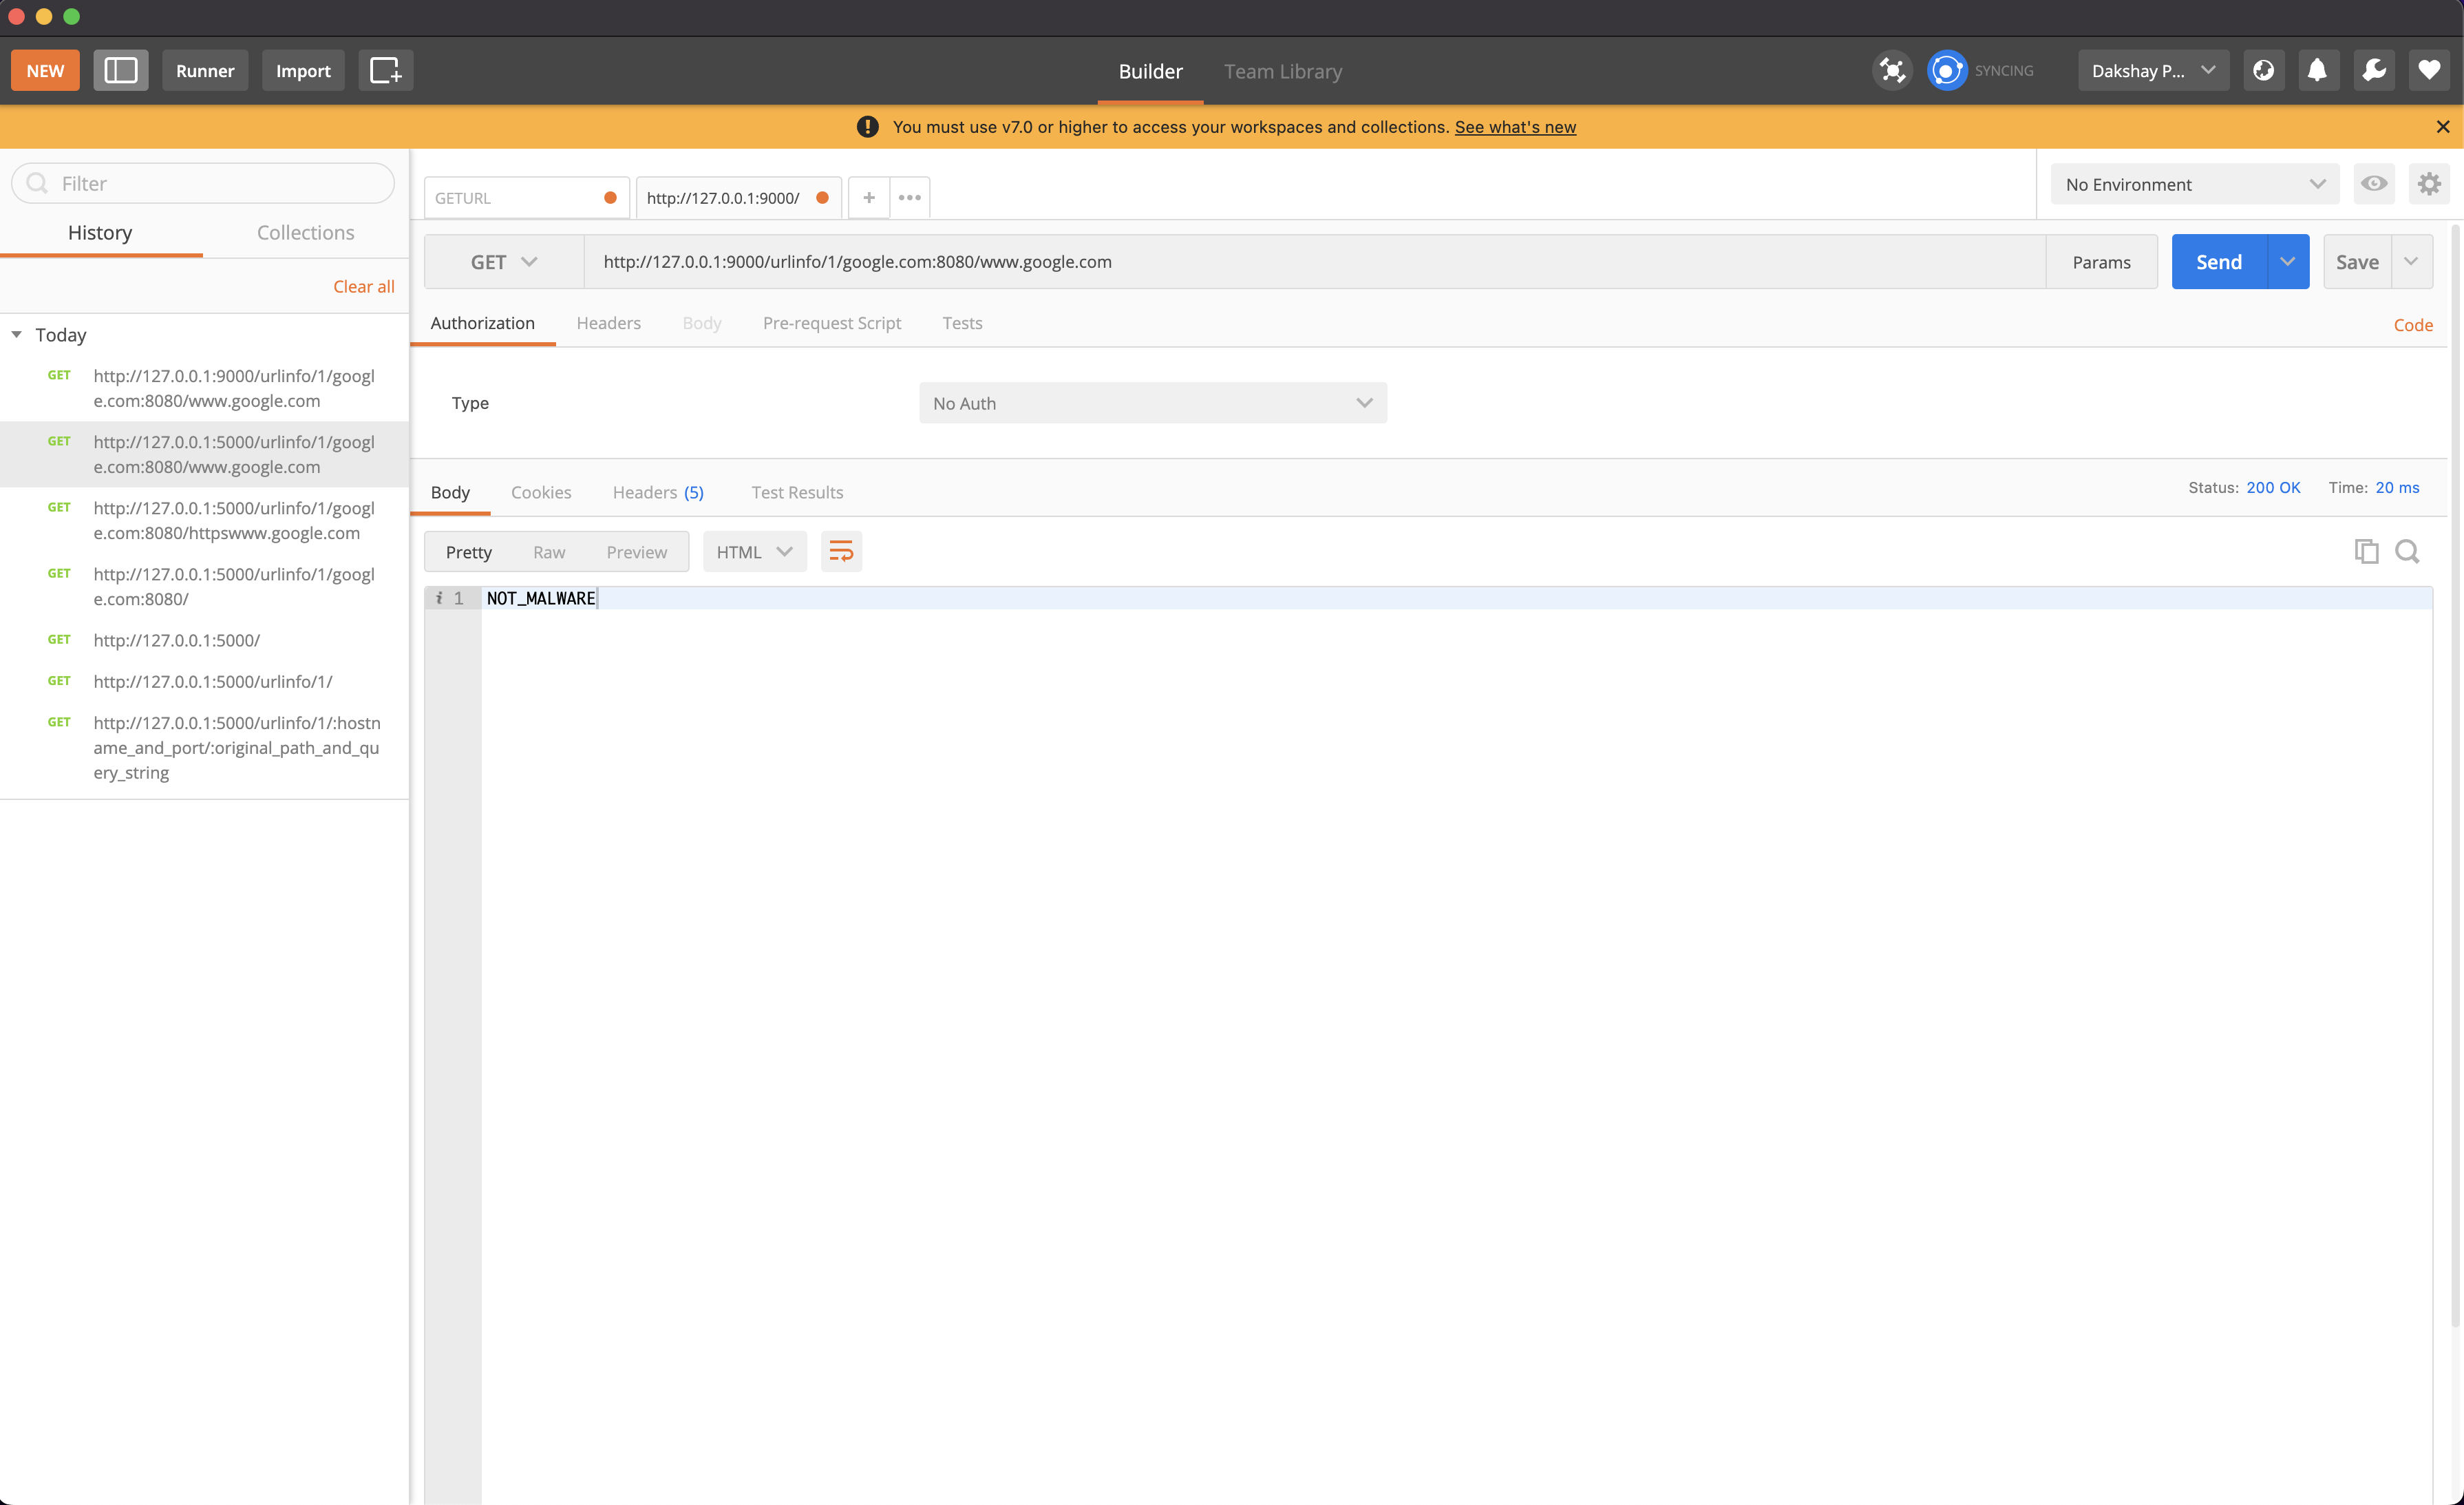 NEW Runner Import Builder Team Library SYNCING Dakshay P...
You must use v7.0 or higher to access your workspaces and collections. See what's new
Filter
History Collections
Clear all
Today
GET http://127.0.0.1:9000/urlinfo/1/googl
e.com:8080/www.google.com
GET http://127.0.0.1:5000/urlinfo/1/googl
e.com:8080/www.google.com
GET http://127.0.0.1:5000/urlinfo/1/googl
e.com:8080/httpswww.google.com
GET http://127.0.0.1:5000/urlinfo/1/googl
e.com:8080/
GET http://127.0.0.1:5000/
GET http://127.0.0.1:5000/urlinfo/1/
GET http://127.0.0.1:5000/urlinfo/1/:hostn
ame_and_port/:original_path_and_qu
ery_string
GETURL http://127.0.0.1:9000/ No Environment
GET http://127.0.0.1:9000/urlinfo/1/google.com:8080/www.google.com Params Send Save
Authorization Headers Body Pre-request Script Tests Code
Type No Auth
Body Cookies Headers (5) Test Results Status: 200 OK Time: 20 ms
Pretty Raw Preview HTML
i 1 NOT_MALWARE